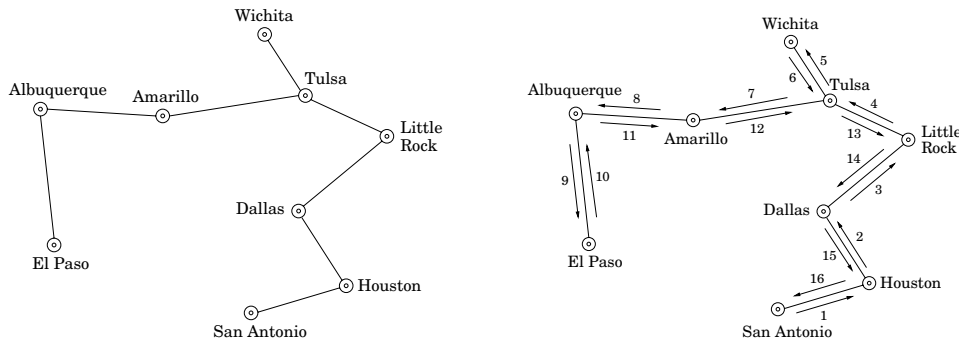 Wichita
Tulsa
Albuquerque
Amarillo
Little
Rock
Dallas
El Paso
Houston
San Antonio
Wichita
5
6
Tulsa
Albuquerque
8
7
4
11
Amarillo
12
13
Little
Rock
14
9
10
3
Dallas
2
El Paso
15
16
Houston
1
San Antonio